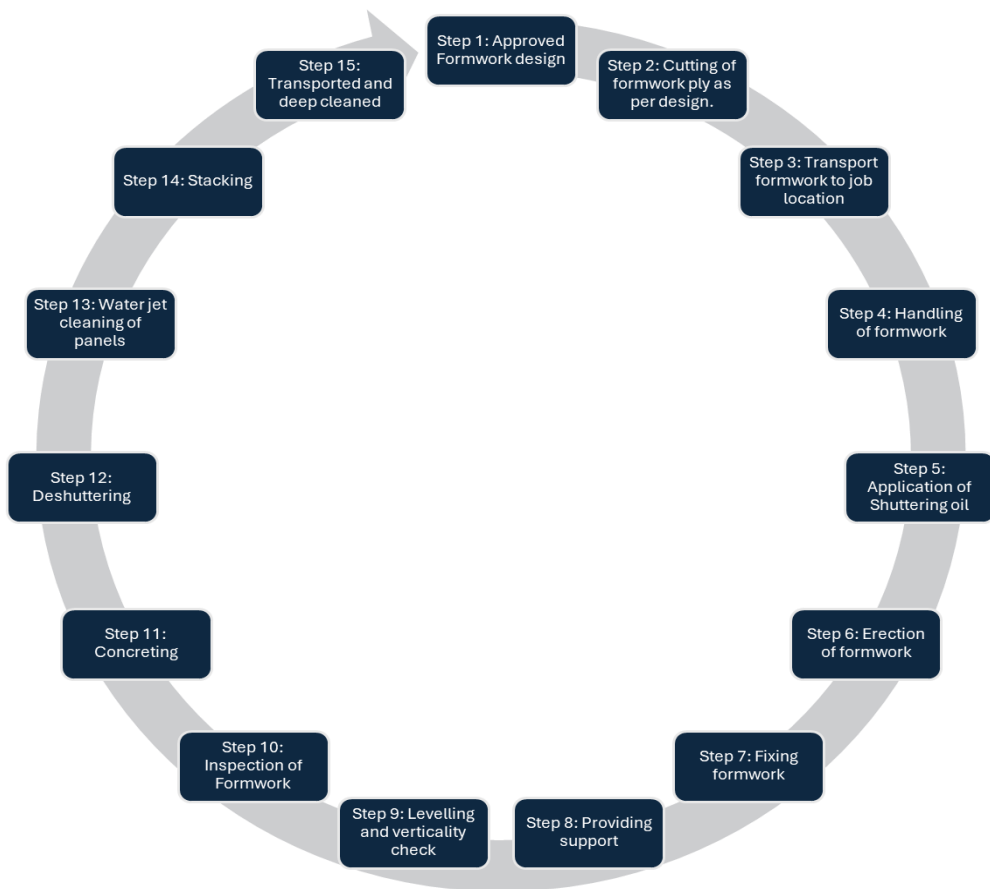 Step 1: Approved
Formwork design
Step 2: Cutting of
formwork ply as
per design.
Step 3: Transport
formwork to job
location
Step 4: Handling
of formwork
Step 5:
Application of
Shuttering oil
Step 6: Erection
of formwork
Step 7: Fixing
formwork
Step 8: Providing
support
Step 9: Levelling
and verticality
check
Step 10:
Inspection of
Formwork
Step 11:
Concreting
Step 12:
Deshuttering
Step 13: Water jet
cleaning of
panels
Step 14: Stacking
Step 15:
Transported and
deep cleaned